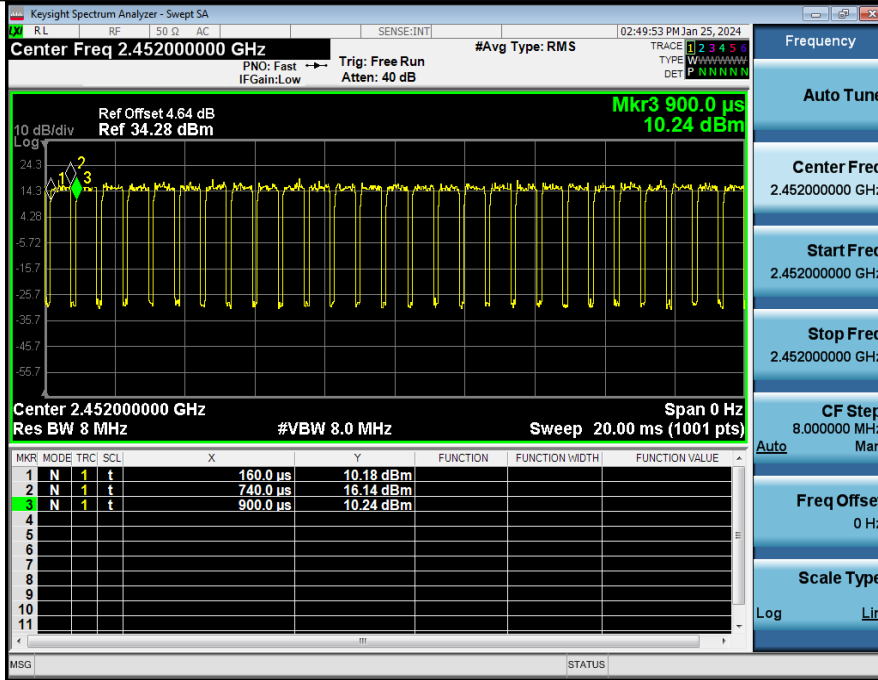 Keysight Spectrum Analyzer - Swept SA
LXI RL RF 50 Ω AC SENSE:INT 02:49:53 PM Jan 25, 2024
Center Freq 2.452000000 GHz #Avg Type: RMS TRACE 1 2 3 4 5 6
PNO: Fast Trig: Free Run TYPE WWWWWW
IFGain:Low Atten: 40 dB DET P N N N N N
Mkr3 900.0 µs
10.24 dBm
Ref Offset 4.64 dB
10 dB/div Ref 34.28 dBm
Log
24.3
14.3
4.28
-5.72
-15.7
-25.7
-35.7
-45.7
-55.7
1 2 3
Center 2.452000000 GHz Span 0 Hz
Res BW 8 MHz #VBW 8.0 MHz Sweep 20.00 ms (1001 pts)
MKR MODE TRC SCL X Y FUNCTION FUNCTION WIDTH FUNCTION VALUE
1 N 1 t 160.0 µs 10.18 dBm
2 N 1 t 740.0 µs 16.14 dBm
3 N 1 t 900.0 µs 10.24 dBm
4
5
6
7
8
9
10
11
MSG STATUS
Frequency
Auto Tune
Center Freq
2.452000000 GHz
Start Freq
2.452000000 GHz
Stop Freq
2.452000000 GHz
CF Step
8.000000 MHz
Auto Man
Freq Offset
0 Hz
Scale Type
Log Lin